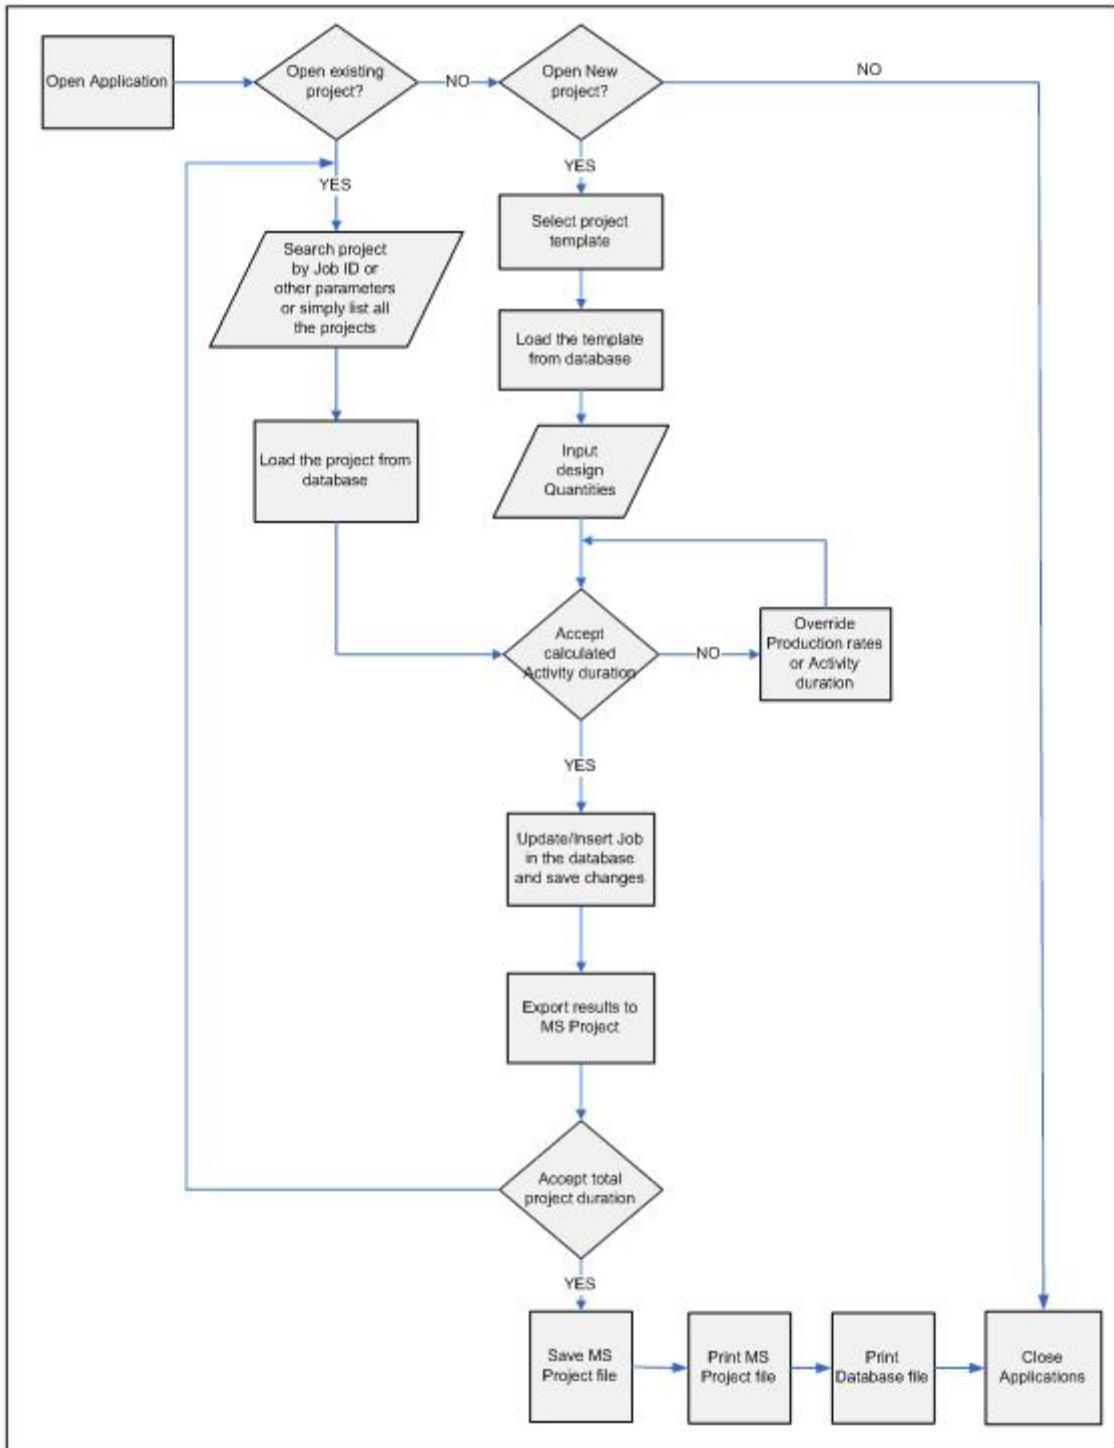 Open Application
Open existing
project?
NO
Open New
project?
NO
YES
YES
Search project
by Job ID or
other parameters
or simply list all
the projects
Select project
template
Load the template
from database
Load the project from
database
Input
design
Quantities
Accept
calculated
Activity duration
NO
Override
Production rates
or Activity
duration
YES
Update/Insert Job
in the database
and save changes
Export results to
MS Project
Accept total
project duration
YES
Save MS
Project file
Print MS
Project file
Print
Database file
Close
Applications